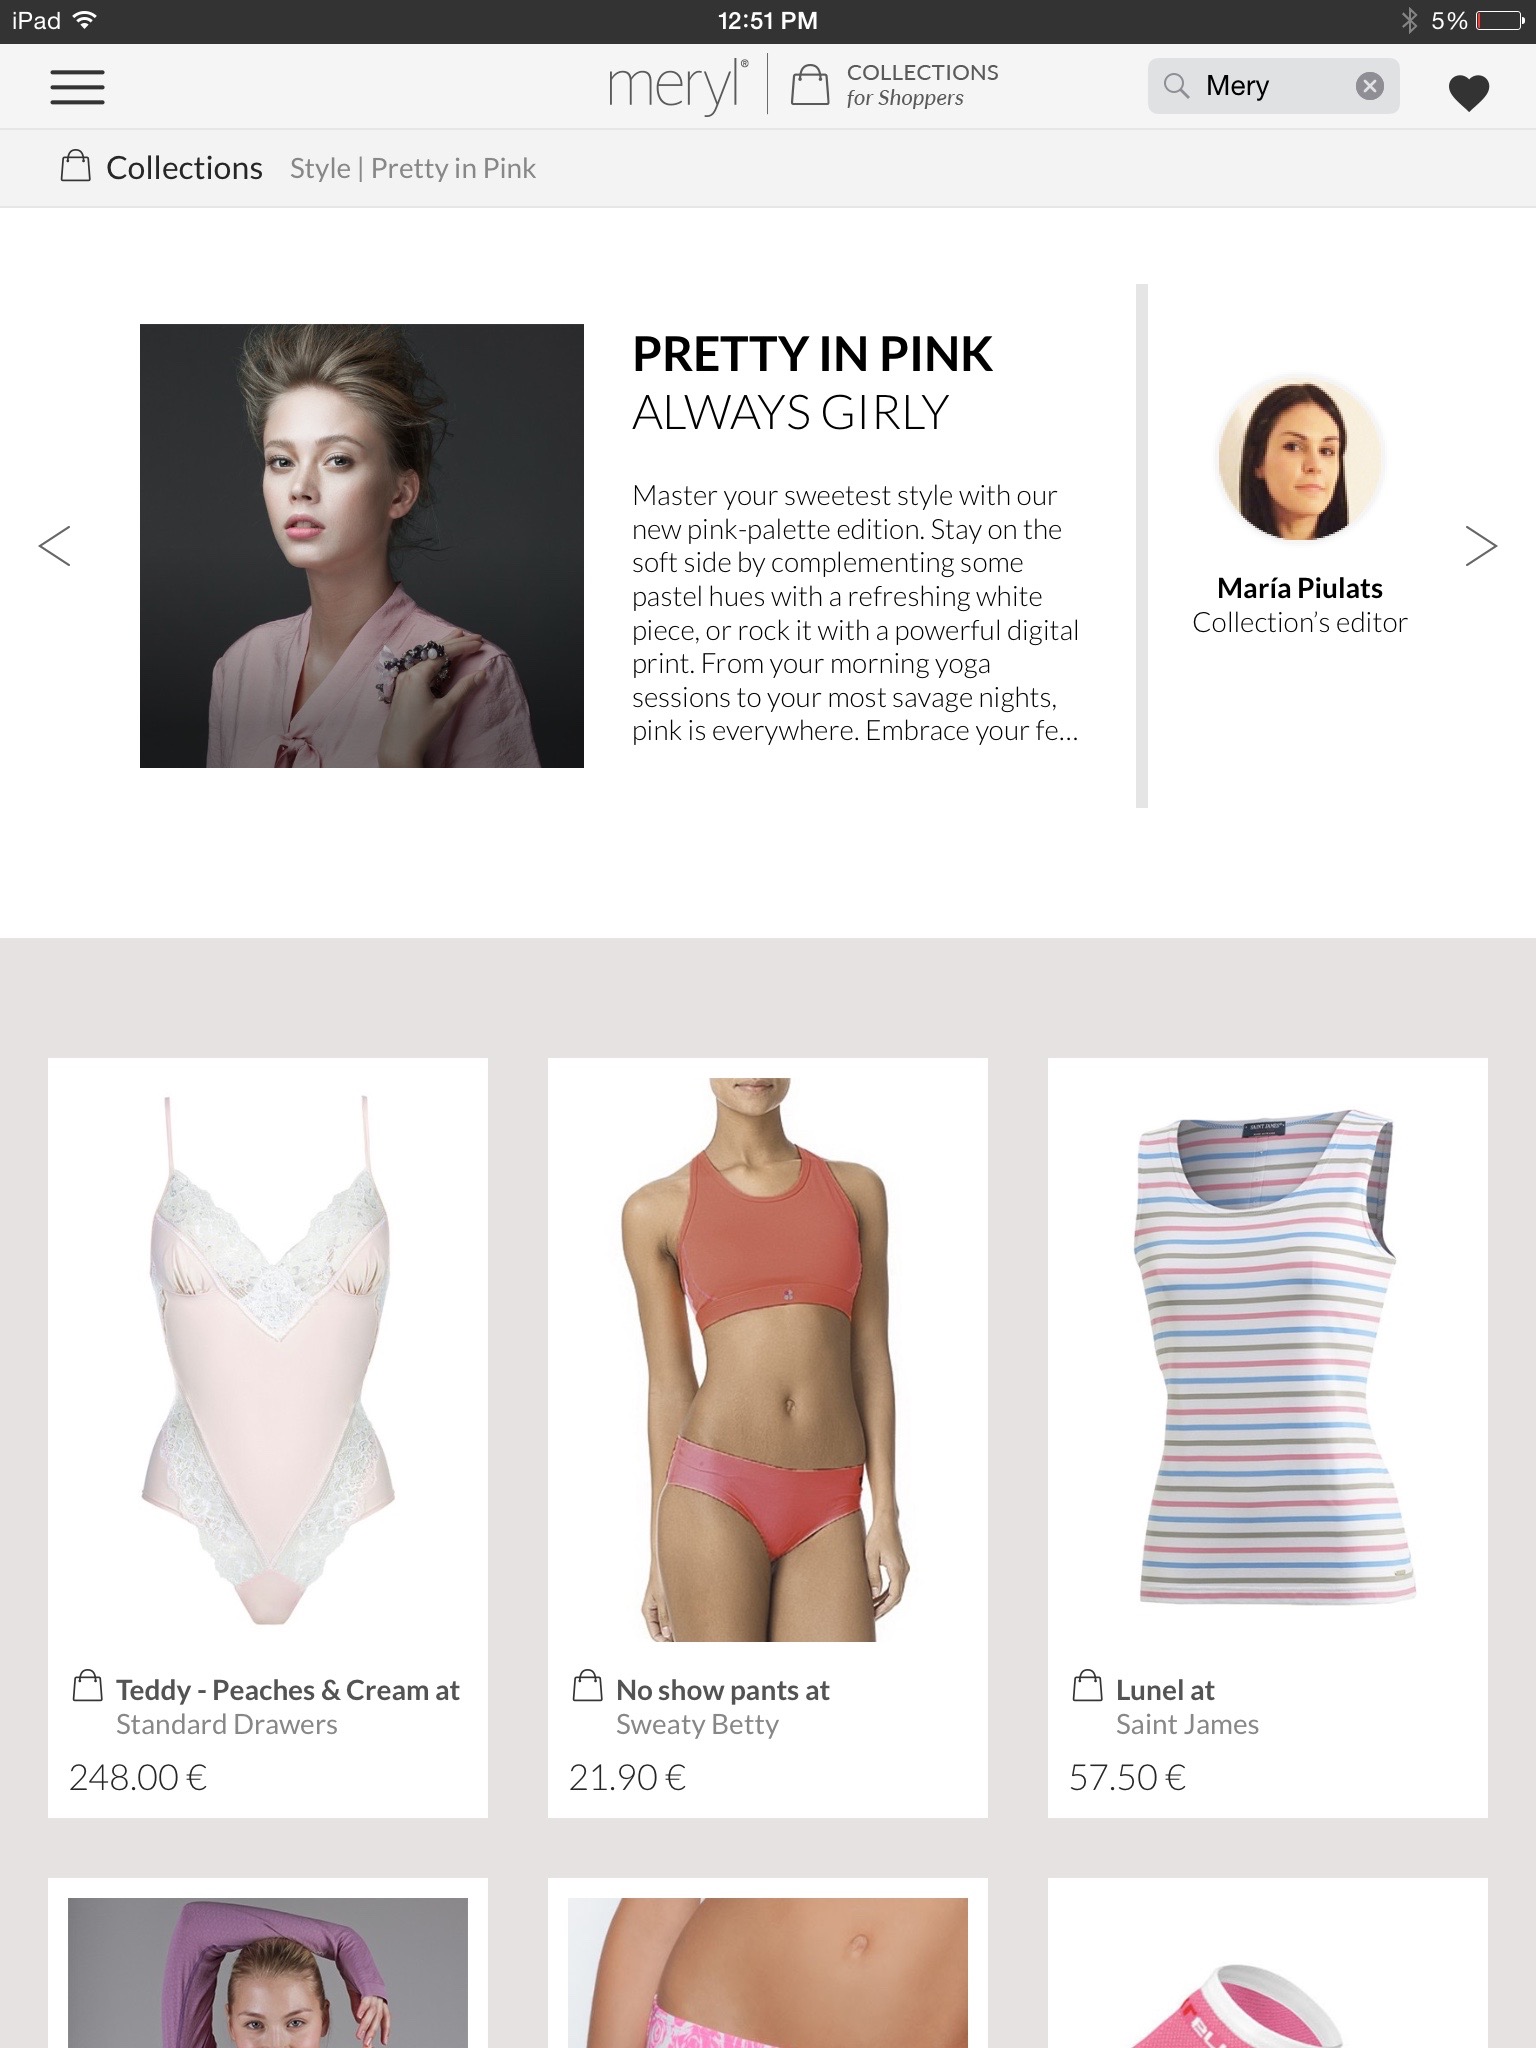 iPad 12:51 PM 5%
meryl® COLLECTIONS
for Shoppers
Mery
Collections Style | Pretty in Pink
PRETTY IN PINK
ALWAYS GIRLY
Master your sweetest style with our
new pink-palette edition. Stay on the
soft side by complementing some
pastel hues with a refreshing white
piece, or rock it with a powerful digital
print. From your morning yoga
sessions to your most savage nights,
pink is everywhere. Embrace your fe...
María Piulats
Collection's editor
SAINT JAMES
Teddy - Peaches & Cream at
Standard Drawers
248.00 €
No show pants at
Sweaty Betty
21.90 €
Lunel at
Saint James
57.50 €